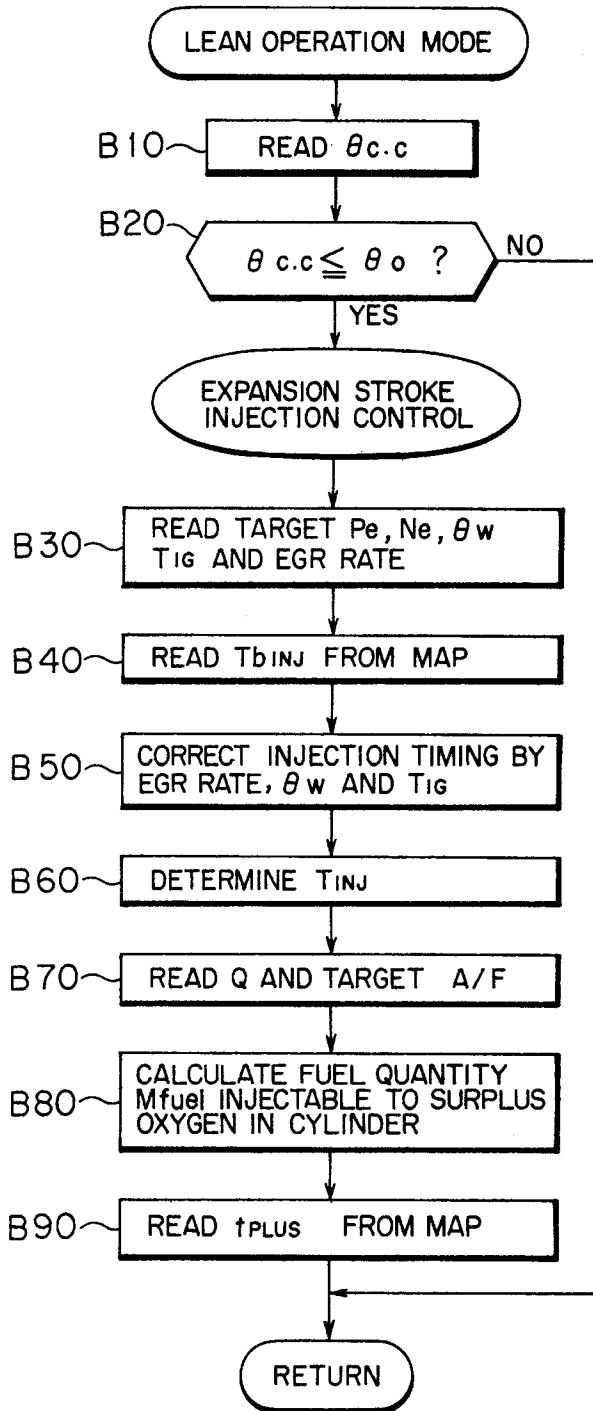 LEAN OPERATION MODE
B10
READ θc.c
B20
θc.c ≦ θo ?
NO
YES
EXPANSION STROKE
INJECTION CONTROL
B30
READ TARGET Pe, Ne, θw
TIG AND EGR RATE
B40
READ TbINJ FROM MAP
B50
CORRECT INJECTION TIMING BY
EGR RATE, θw AND TIG
B60
DETERMINE TINJ
B70
READ Q AND TARGET A/F
B80
CALCULATE FUEL QUANTITY
Mfuel INJECTABLE TO SURPLUS
OXYGEN IN CYLINDER
B90
READ tPLUS FROM MAP
RETURN